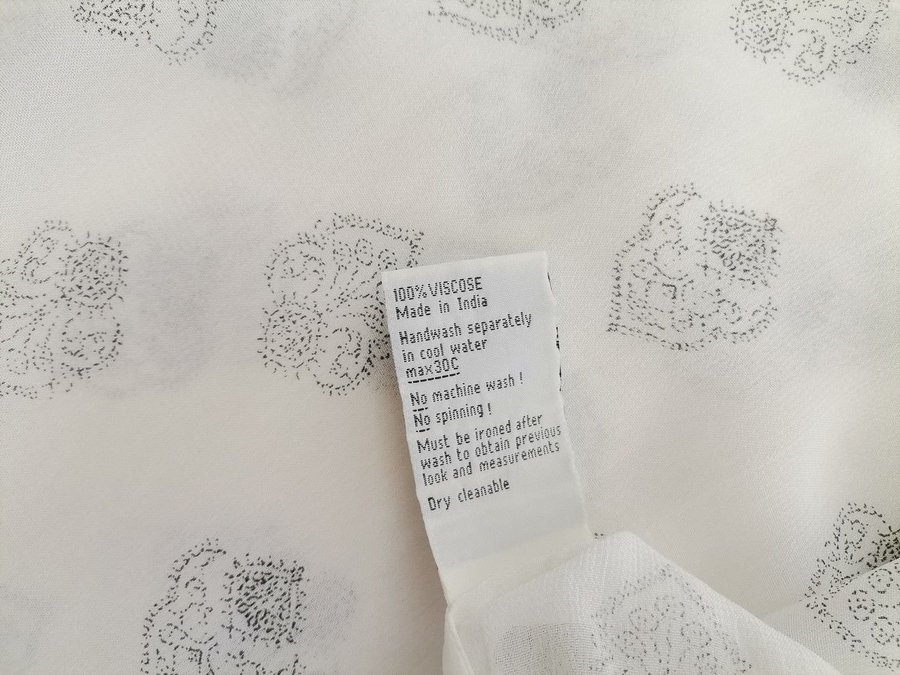 100% VISCOSE
Made in India
Handwash separately
in cool water
max30C
No machine wash !
No spinning !
Must be ironed after
wash to obtain previous
look and measurements
Dry cleanable